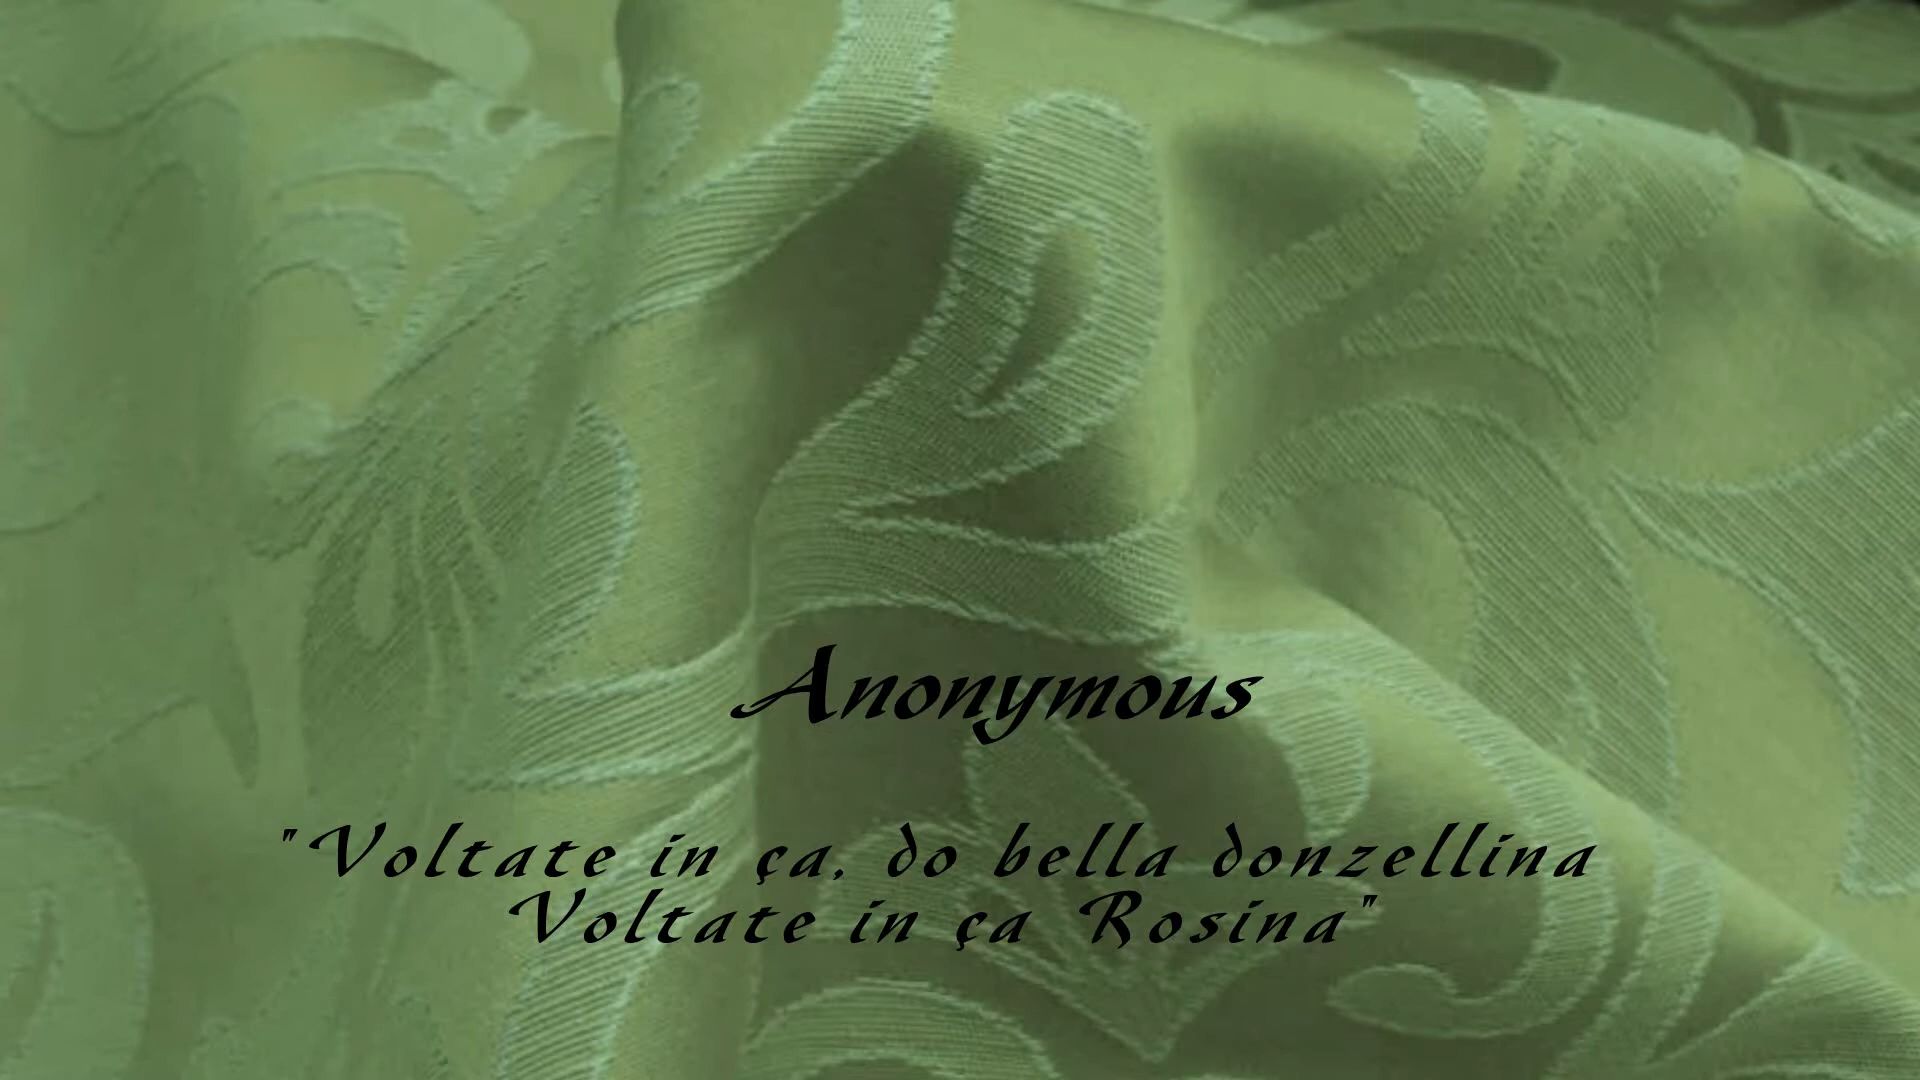 Anonymous
"Voltate in ça, do bella donzellina
Voltate in ça Rosina"